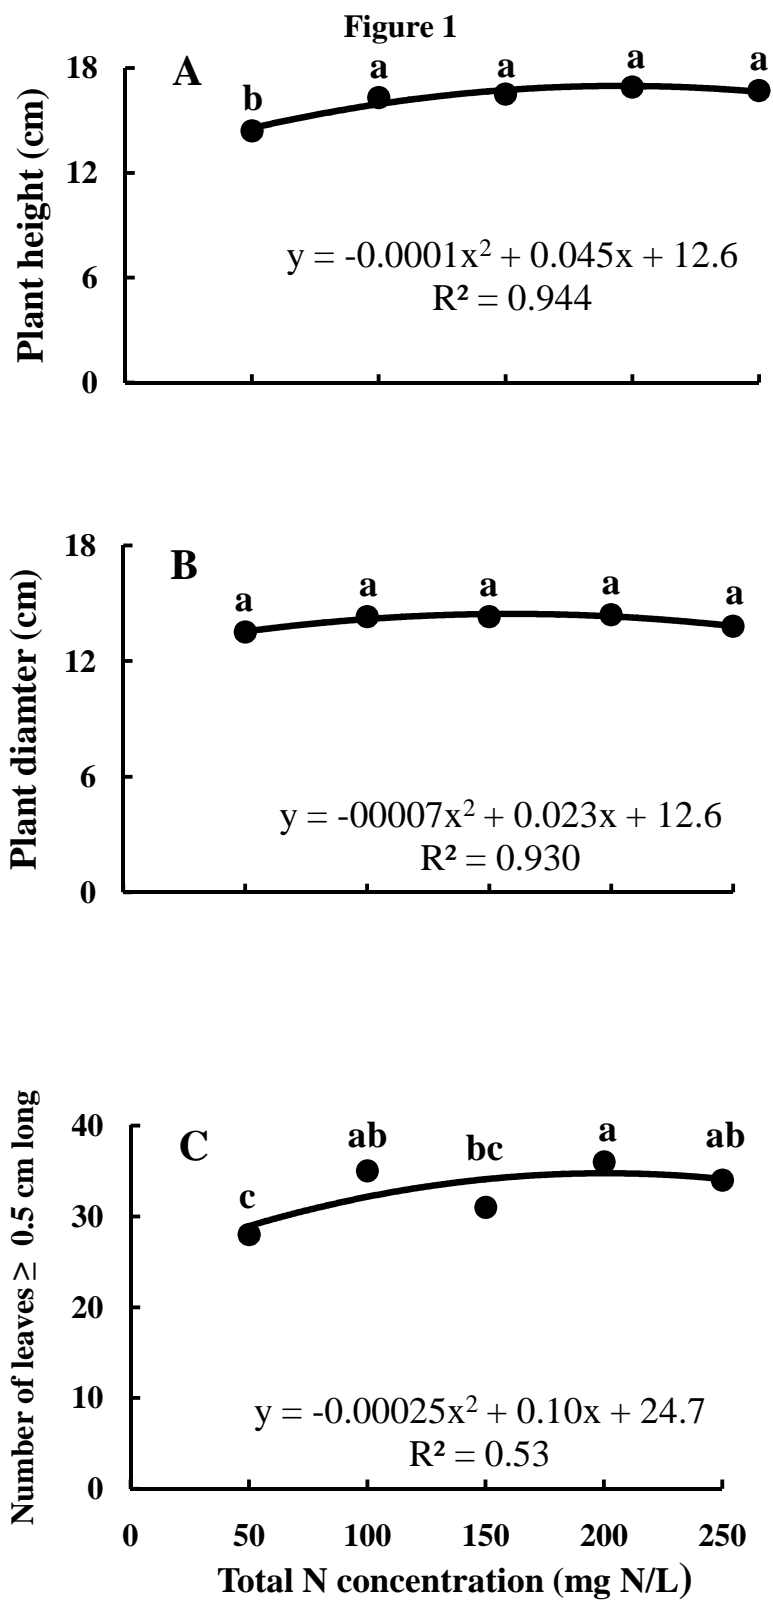 Figure 1
A
b
a
a
a
a
18
12
6
0
Plant height (cm)
y = -0.0001x² + 0.045x + 12.6
R² = 0.944
B
a
a
a
a
a
18
12
6
0
Plant diamter (cm)
y = -00007x² + 0.023x + 12.6
R² = 0.930
C
c
ab
bc
a
ab
40
30
20
10
0
Number of leaves ≥ 0.5 cm long
y = -0.00025x² + 0.10x + 24.7
R² = 0.53
0 50 100 150 200 250
Total N concentration (mg N/L)